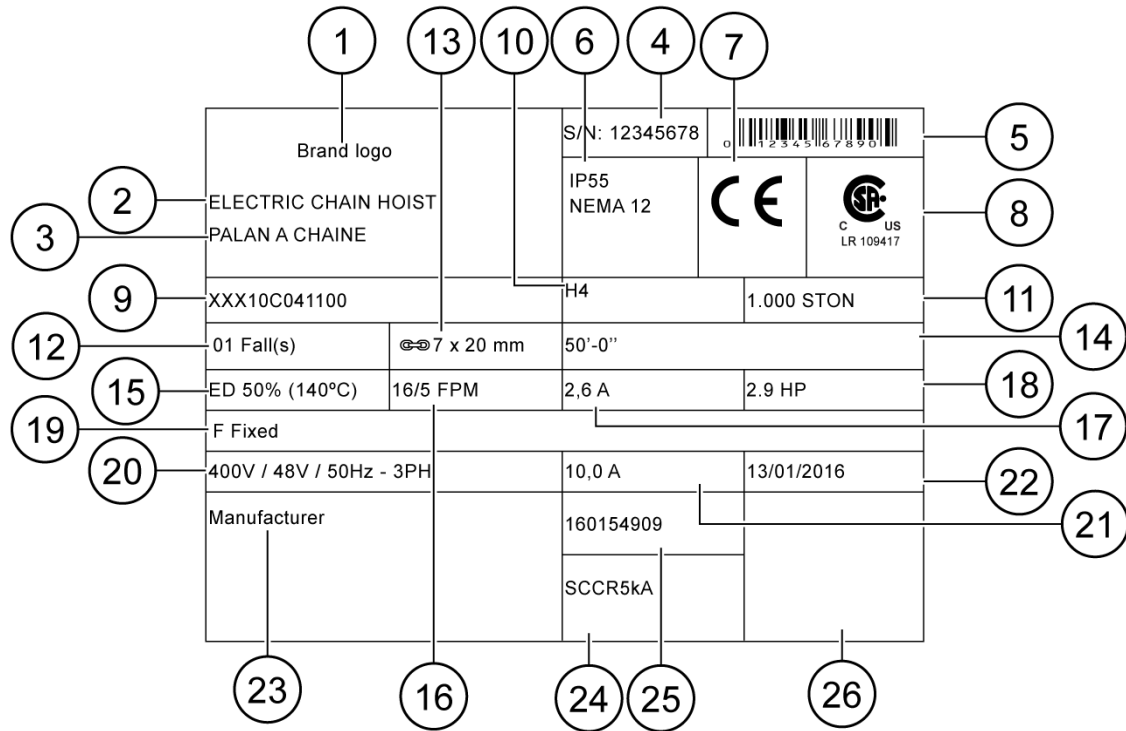 1 13 10 6 4 7
S/N: 12345678
0 12345 67890
5
Brand logo
2
ELECTRIC CHAIN HOIST
IP55
NEMA 12
CE
CSA
C US
LR 109417
8
3
PALAN A CHAINE
9
XXX10C041100
H4
1.000 STON
11
12
01 Fall(s)
7 x 20 mm
50'-0''
14
15
ED 50% (140ºC)
16/5 FPM
2,6 A
2.9 HP
18
19
F Fixed
17
20
400V / 48V / 50Hz - 3PH
10,0 A
13/01/2016
22
21
Manufacturer
160154909
SCCR5kA
23 16 24 25 26